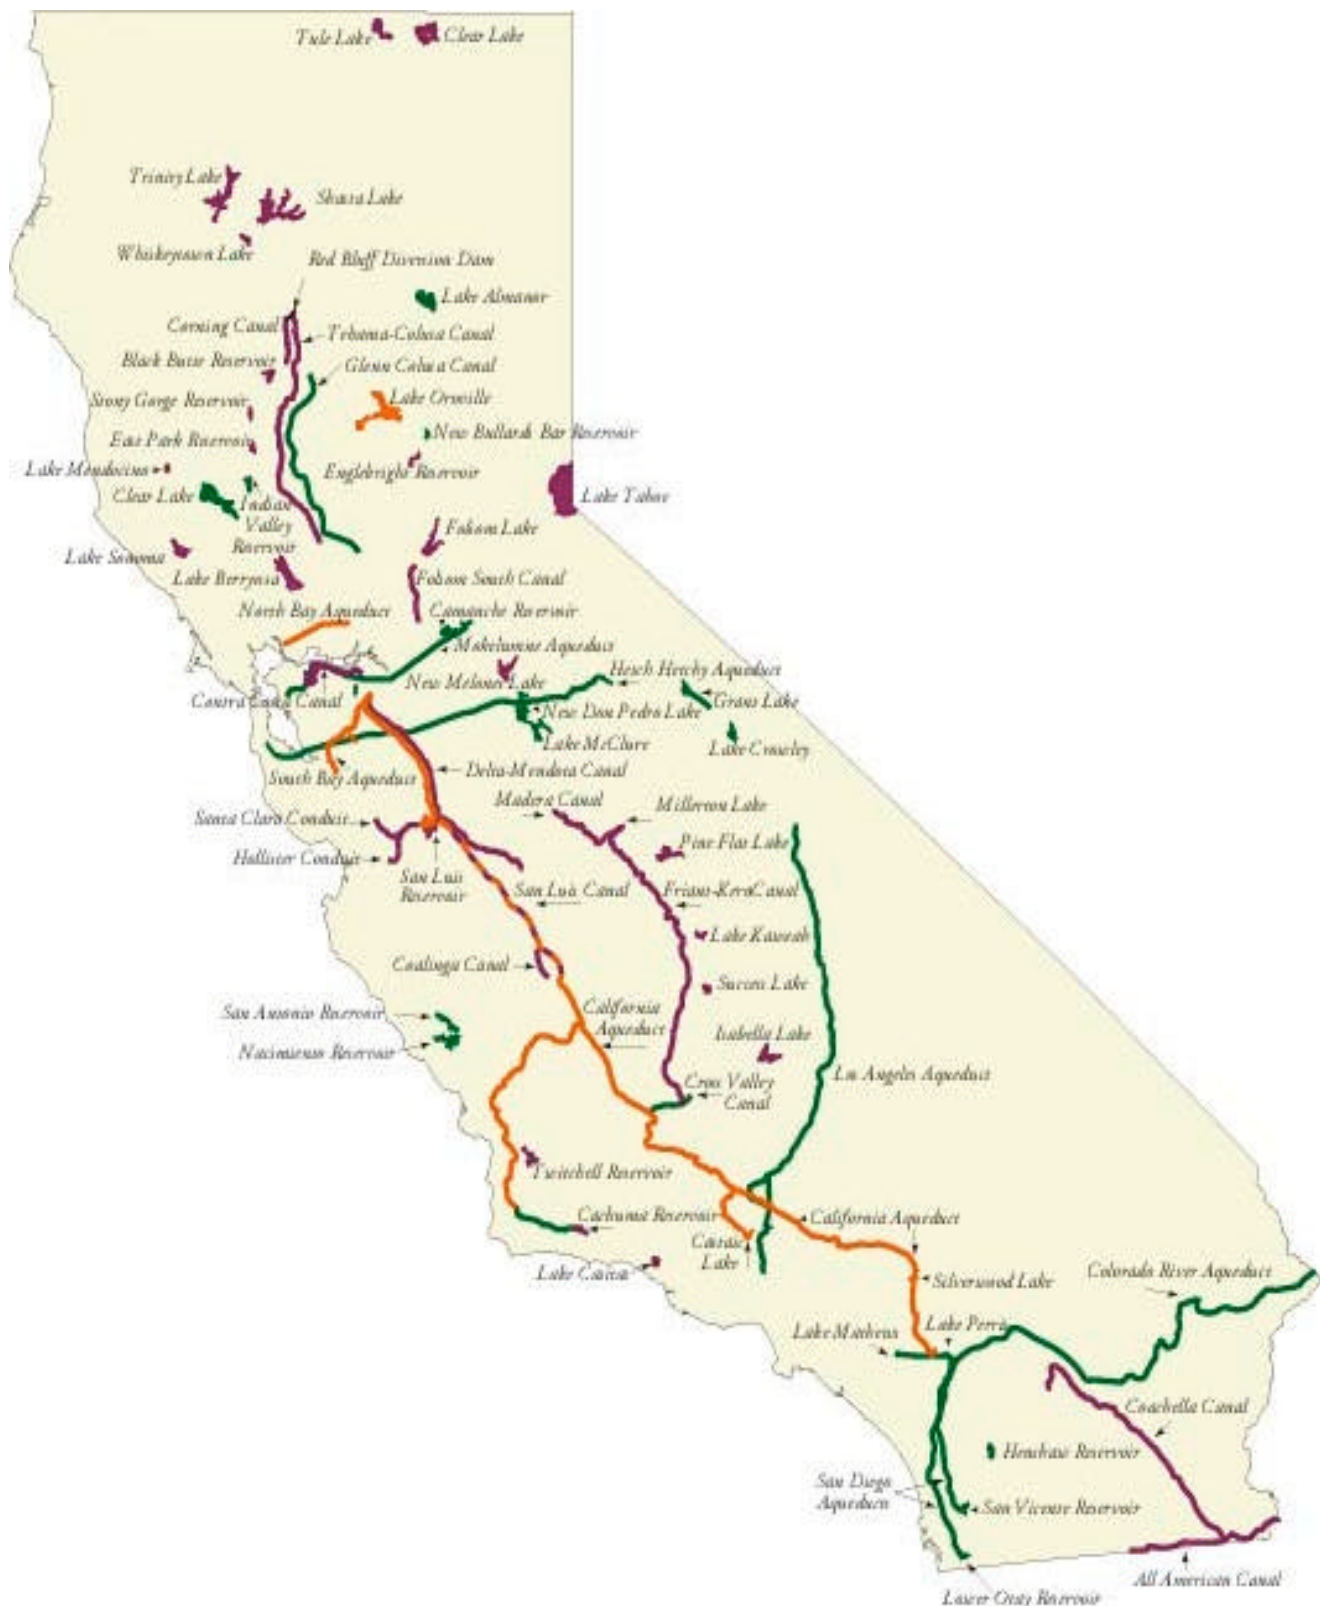 Tule Lake
Clear Lake
Trinity Lake
Shasta Lake
Whiskeytown Lake
Red Bluff Diversion Dam
Lake Almanor
Corning Canal
Tehama-Colusa Canal
Black Butte Reservoir
Glenn Colusa Canal
Stony Gorge Reservoir
Lake Oroville
East Park Reservoir
New Bullards Bar Reservoir
Lake Mendocino
Englebright Reservoir
Clear Lake
Indian
Valley
Reservoir
Lake Tahoe
Folsom Lake
Lake Sonoma
Lake Berryessa
Folsom South Canal
North Bay Aqueduct
Camanche Reservoir
Mokelumne Aqueduct
Hetch Hetchy Aqueduct
New Melones Lake
Contra Costa Canal
Grant Lake
New Don Pedro Lake
Lake McClure
Lake Crowley
South Bay Aqueduct
Delta-Mendota Canal
Madera Canal
Millerton Lake
Santa Clara Conduit
Pine Flat Lake
Hollister Conduit
San Luis
Reservoir
San Luis Canal
Friant-Kern Canal
Lake Kaweah
Coalinga Canal
Success Lake
San Antonio Reservoir
California
Aqueduct
Isabella Lake
Nacimiento Reservoir
Los Angeles Aqueduct
Cross Valley
Canal
Twitchell Reservoir
Cachuma Reservoir
California Aqueduct
Castaic
Lake
Lake Casitas
Silverwood Lake
Colorado River Aqueduct
Lake Mathews
Lake Perris
Coachella Canal
Henshaw Reservoir
San Diego
Aqueduct
San Vicente Reservoir
All American Canal
Lower Otay Reservoir